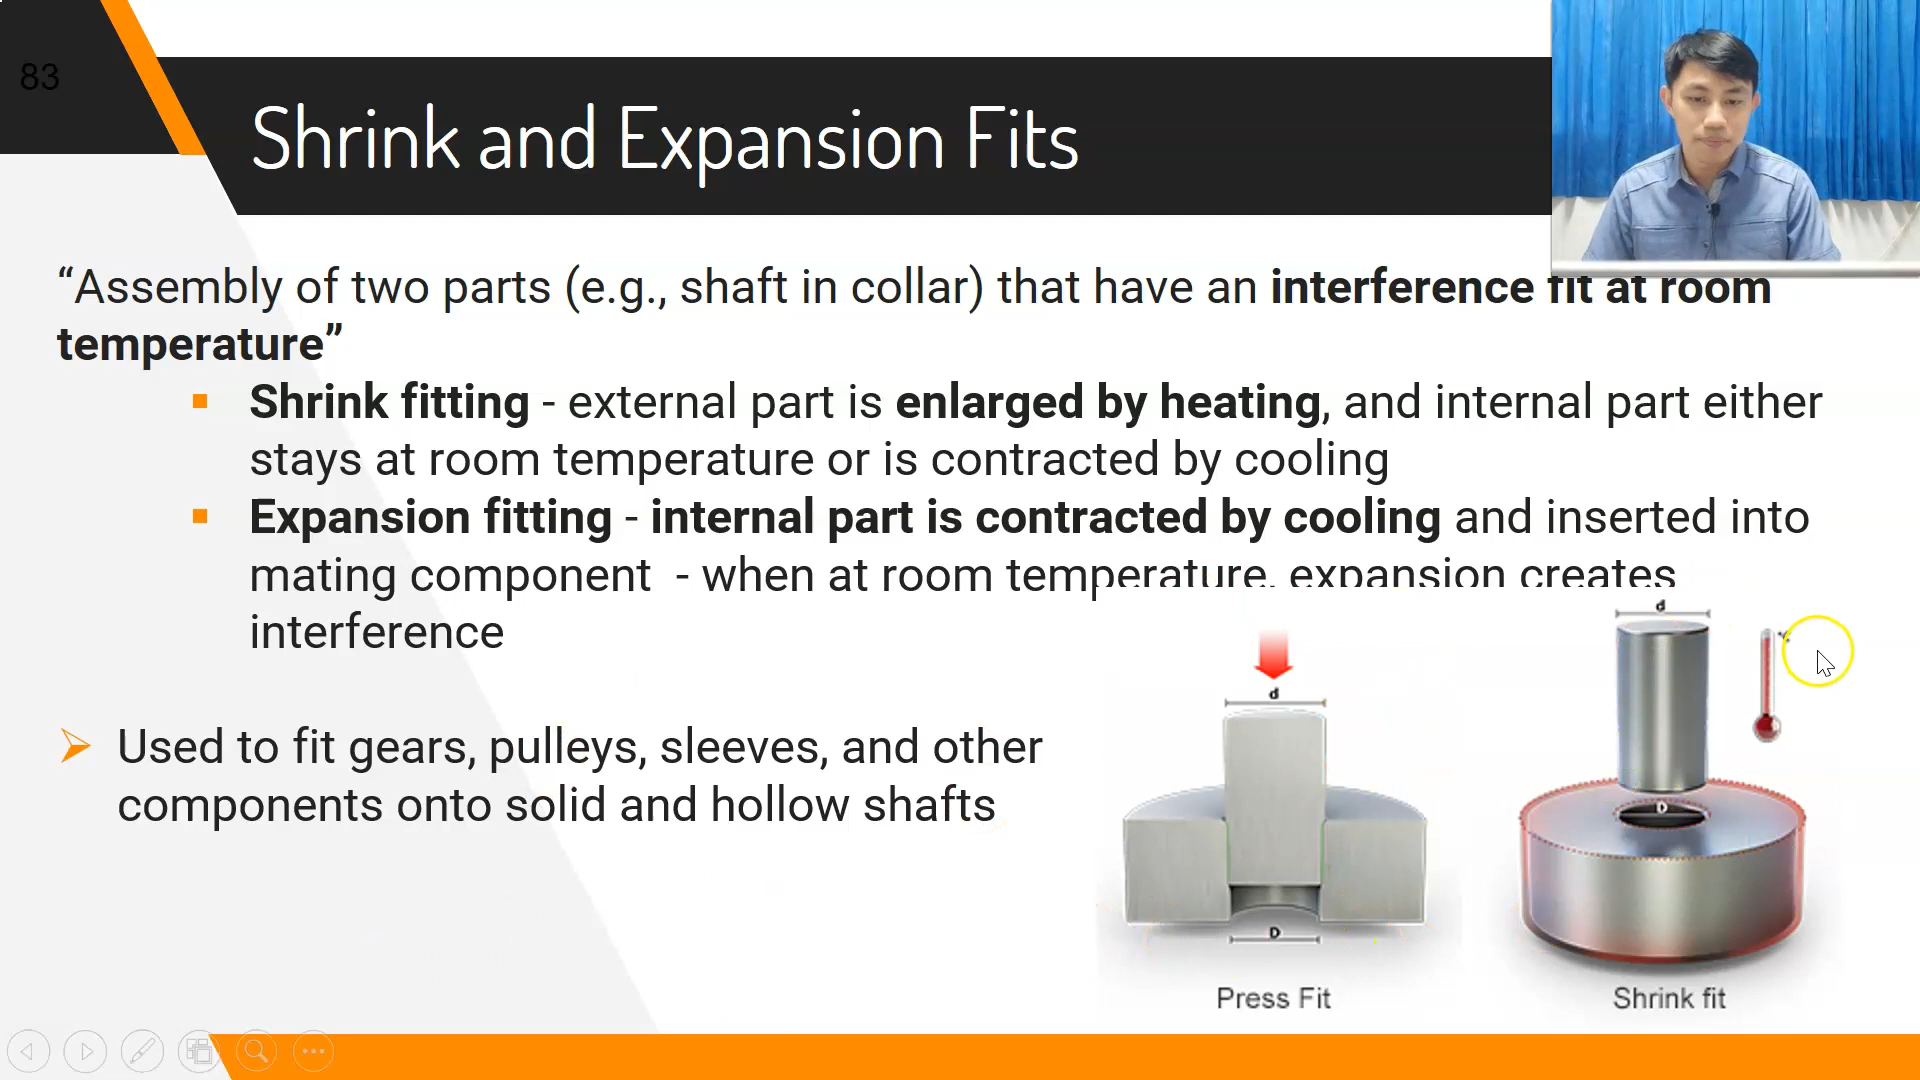 83
Shrink and Expansion Fits
“Assembly of two parts (e.g., shaft in collar) that have an interference fit at room
temperature”
Shrink fitting - external part is enlarged by heating, and internal part either
stays at room temperature or is contracted by cooling
Expansion fitting - internal part is contracted by cooling and inserted into
mating component - when at room temperature, expansion creates
interference
Used to fit gears, pulleys, sleeves, and other
components onto solid and hollow shafts
d
D
Press Fit
d
D
Shrink fit